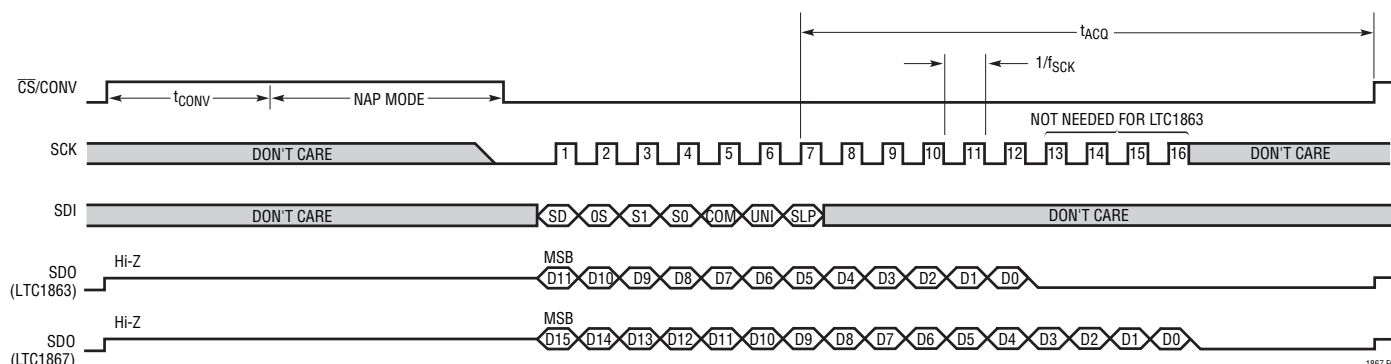 tACQ
1/fSCK
CS/CONV
tCONV
NAP MODE
NOT NEEDED FOR LTC1863
SCK
DON'T CARE
1 2 3 4 5 6 7 8 9 10 11 12 13 14 15 16
DON'T CARE
SDI
DON'T CARE
SD 0S S1 S0 COM UNI SLP
DON'T CARE
SDO
(LTC1863)
Hi-Z
MSB
D11 D10 D9 D8 D7 D6 D5 D4 D3 D2 D1 D0
SDO
(LTC1867)
Hi-Z
MSB
D15 D14 D13 D12 D11 D10 D9 D8 D7 D6 D5 D4 D3 D2 D1 D0